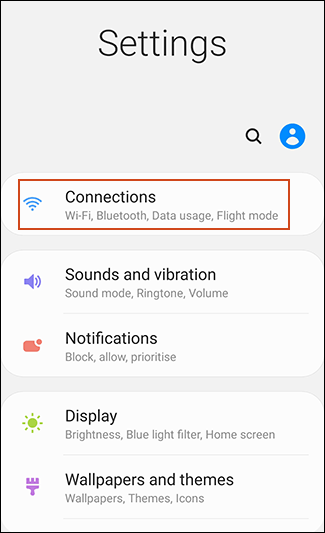 Settings
Connections
Wi-Fi, Bluetooth, Data usage, Flight mode
Sounds and vibration
Sound mode, Ringtone, Volume
Notifications
Block, allow, prioritise
Display
Brightness, Blue light filter, Home screen
Wallpapers and themes
Wallpapers, Themes, Icons